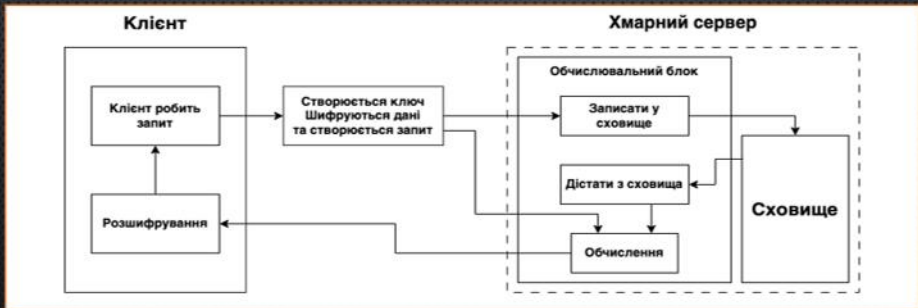 Клієнт
Хмарний сервер
Обчислювальний блок
Клієнт робить
запит
Створюється ключ
Шифруються дані
та створюється запит
Записати у
сховище
Дістати з сховища
Сховище
Розшифрування
Обчислення